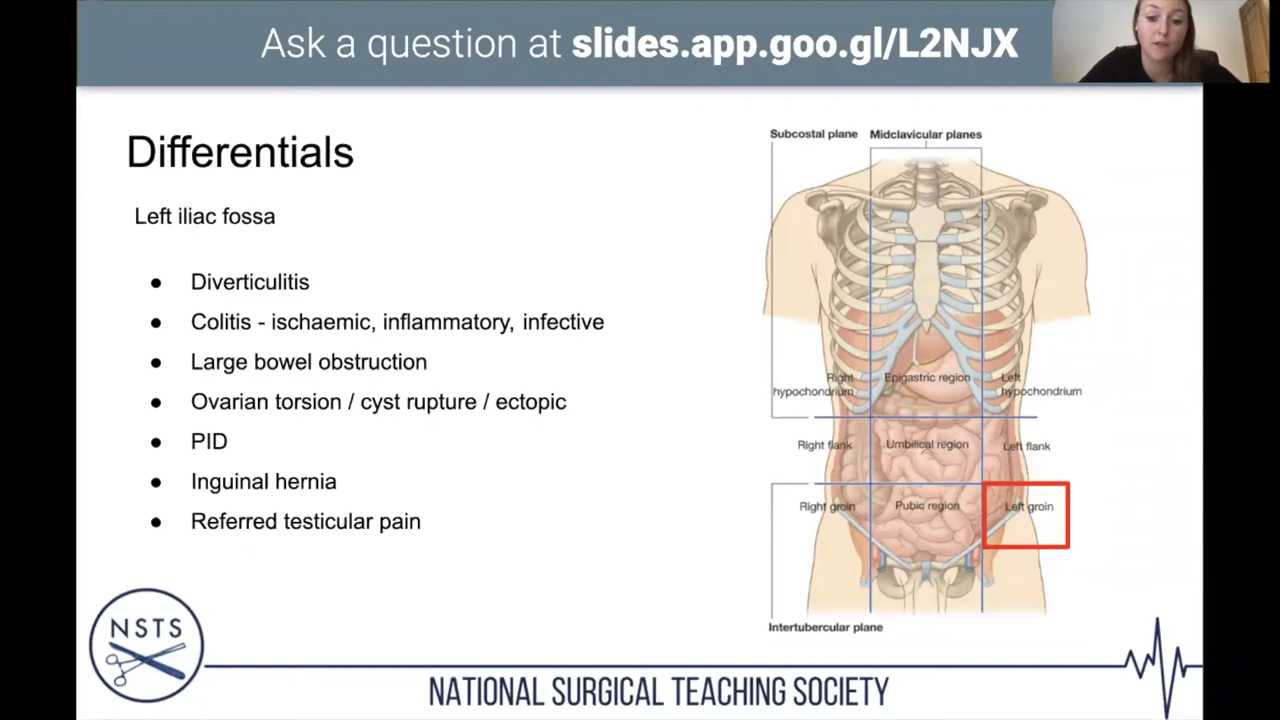 Ask a question at slides.app.goo.gl/L2NJX
Differentials
Left iliac fossa
● Diverticulitis
● Colitis - ischaemic, inflammatory, infective
● Large bowel obstruction
● Ovarian torsion / cyst rupture / ectopic
● PID
● Inguinal hernia
● Referred testicular pain
Subcostal plane
Midclavicular planes
Right hypochondrium
Epigastric region
Left hypochondrium
Right flank
Umbilical region
Left flank
Right groin
Pubic region
Left groin
Intertubercular plane
NSTS
NATIONAL SURGICAL TEACHING SOCIETY